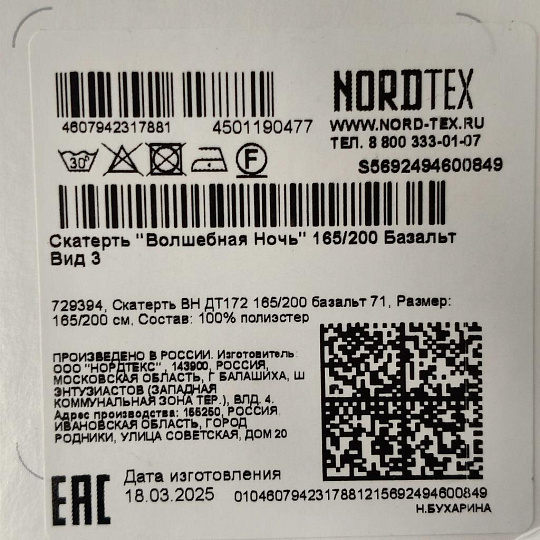 NORDTEX
4607942317881 4501190477
WWW.NORD-TEX.RU
ТЕЛ. 8 800 333-01-07
30°
F
S5692494600849
Скатерть "Волшебная Ночь" 165/200 Базальт
Вид 3
729394, Скатерть ВН ДТ172 165/200 базальт 71, Размер:
165/200 см, Состав: 100% полиэстер
ПРОИЗВЕДЕНО В РОССИИ. Изготовитель:
ООО "НОРДТЕКС" , 143900, РОССИЯ,
МОСКОВСКАЯ ОБЛАСТЬ, Г БАЛАШИХА, Ш
ЭНТУЗИАСТОВ (ЗАПАДНАЯ
КОММУНАЛЬНАЯ ЗОНА ТЕР.), ВЛД. 4.
Адрес производства: 155250, РОССИЯ
ИВАНОВСКАЯ ОБЛАСТЬ, ГОРОД
РОДНИКИ, УЛИЦА СОВЕТСКАЯ, ДОМ 20
EAC
Дата изготовления
18.03.2025
0104607942317881215692494600849
Н.БУХАРИНА